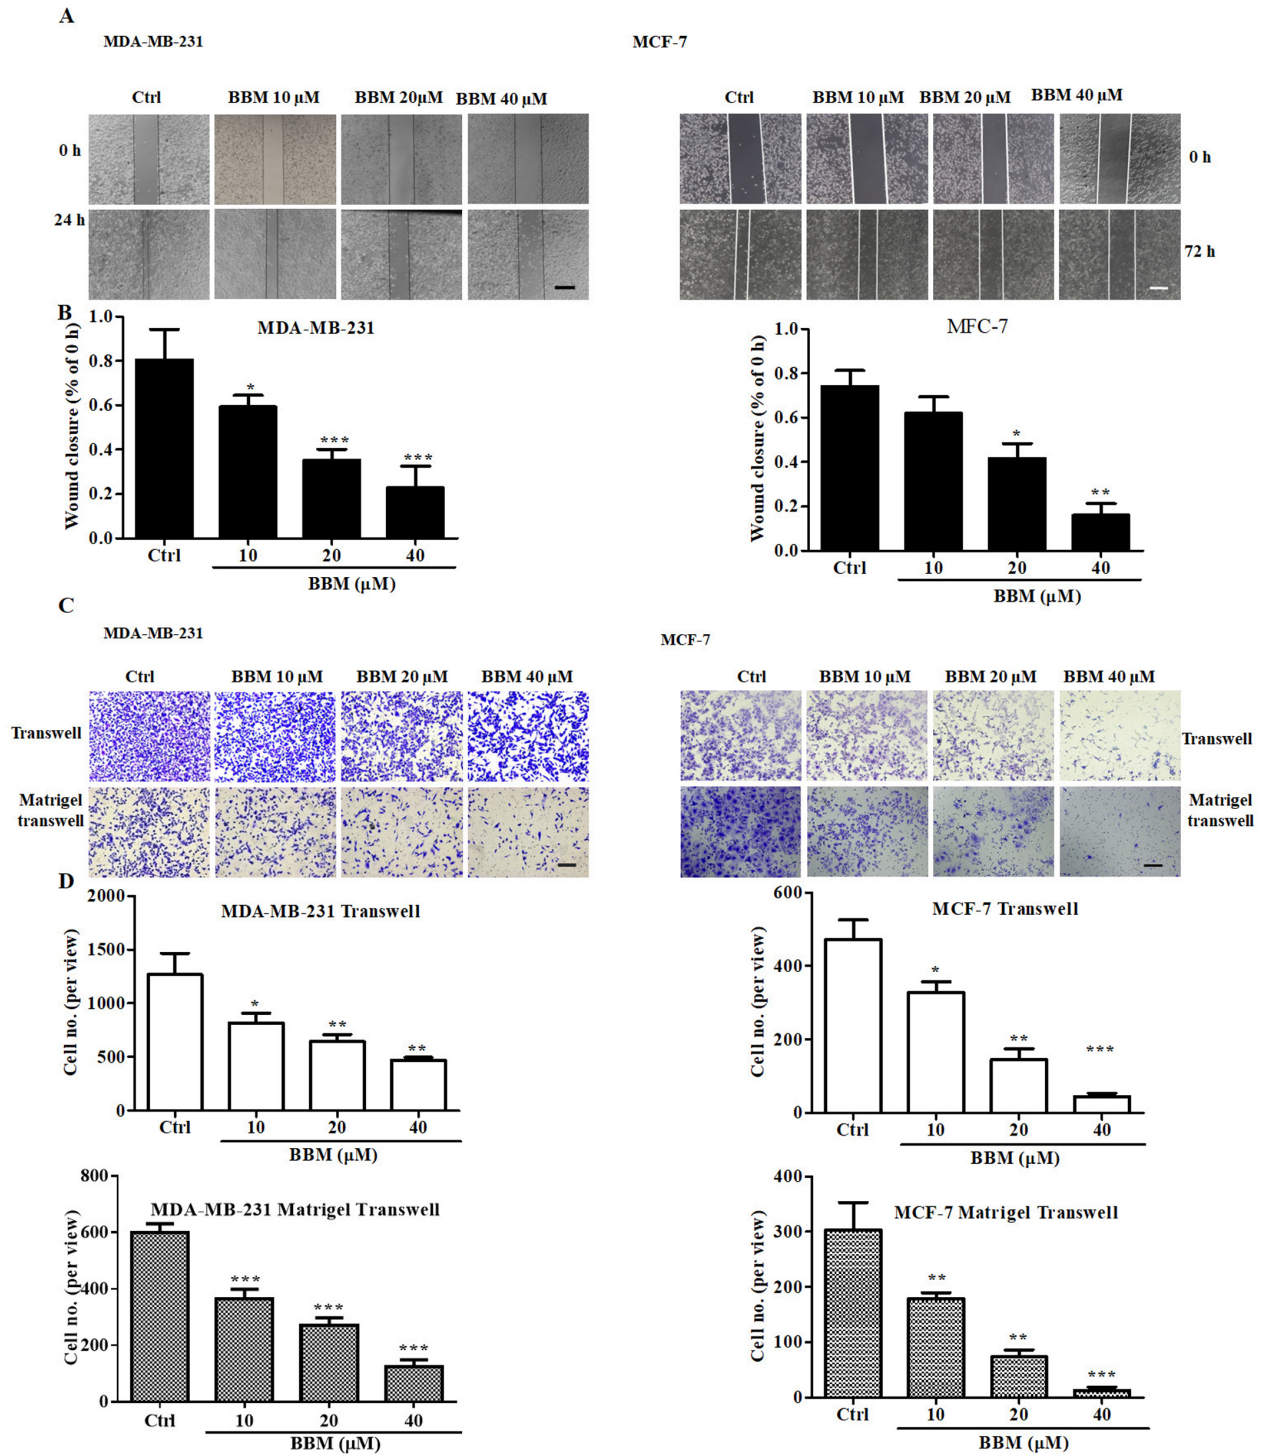 A
MDA-MB-231
MCF-7
Ctrl
BBM 10 μM
BBM 20μM
BBM 40 μM
Ctrl
BBM 10 μM
BBM 20 μM
BBM 40 μM
0 h
0 h
24 h
72 h
B
MDA-MB-231
Wound closure (% of 0 h)
1.0
0.8
0.6
0.4
0.2
0.0
*
***
***
Ctrl
10
20
40
BBM (μM)
MFC-7
Wound closure (% of 0 h)
1.0
0.8
0.6
0.4
0.2
0.0
*
**
Ctrl
10
20
40
BBM (μM)
C
MDA-MB-231
MCF-7
Ctrl
BBM 10 μM
BBM 20 μM
BBM 40 μM
Ctrl
BBM 10 μM
BBM 20 μM
BBM 40 μM
Transwell
Transwell
Matrigel
transwell
Matrigel
transwell
D
MDA-MB-231 Transwell
Cell no. (per view)
2000
1500
1000
500
0
*
**
**
Ctrl
10
20
40
BBM (μM)
MCF-7 Transwell
Cell no. (per view)
600
400
200
0
*
**
***
Ctrl
10
20
40
BBM (μM)
MDA-MB-231 Matrigel Transwell
Cell no. (per view)
800
600
400
200
0
***
***
***
Ctrl
10
20
40
BBM (μM)
MCF-7 Matrigel Transwell
Cell no. (per view)
400
300
200
100
0
**
**
***
Ctrl
10
20
40
BBM (μM)